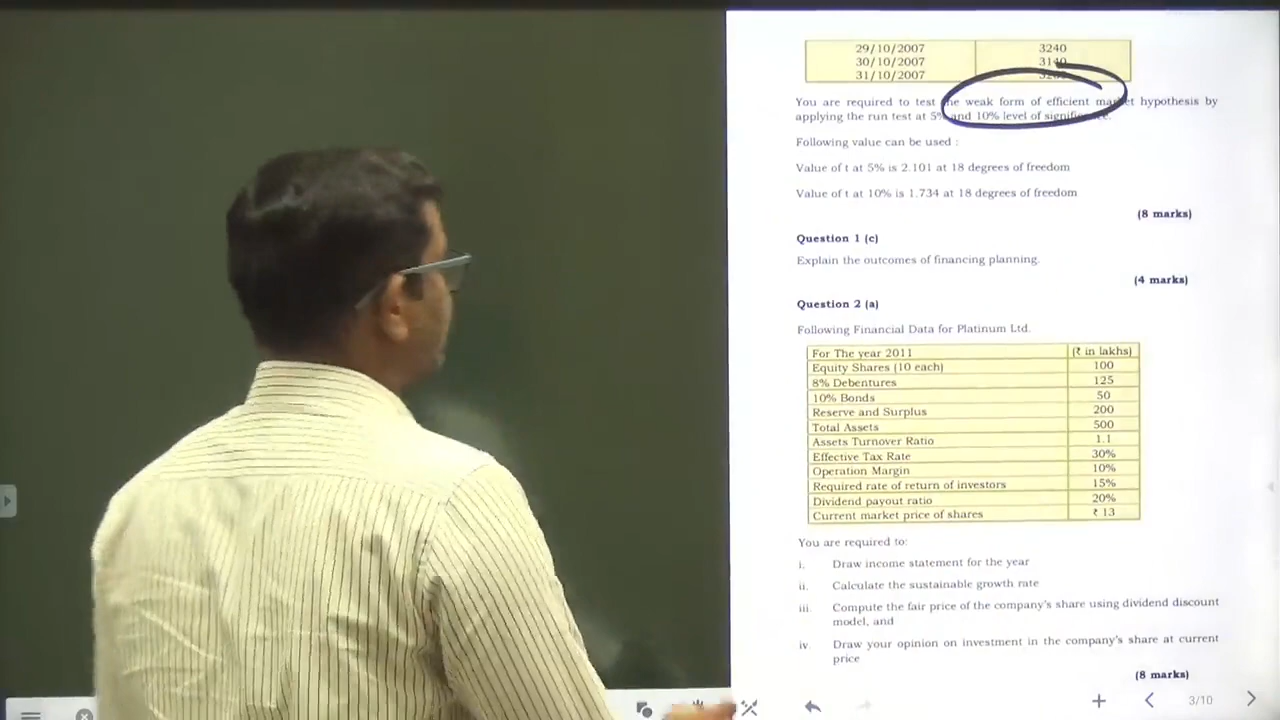 29/10/2007 3240
30/10/2007 3140
31/10/2007
You are required to test the weak form of efficient market hypothesis by
applying the run test at 5% and 10% level of significance.
Following value can be used :
Value of t at 5% is 2.101 at 18 degrees of freedom
Value of t at 10% is 1.734 at 18 degrees of freedom
(8 marks)
Question 1 (c)
Explain the outcomes of financing planning.
(4 marks)
Question 2 (a)
Following Financial Data for Platinum Ltd.
For The year 2011 (₹ in lakhs)
Equity Shares (10 each) 100
8% Debentures 125
10% Bonds 50
Reserve and Surplus 200
Total Assets 500
Assets Turnover Ratio 1.1
Effective Tax Rate 30%
Operation Margin 10%
Required rate of return of investors 15%
Dividend payout ratio 20%
Current market price of shares ₹ 13
You are required to:
i. Draw income statement for the year
ii. Calculate the sustainable growth rate
iii. Compute the fair price of the company's share using dividend discount
model, and
iv. Draw your opinion on investment in the company's share at current
price
(8 marks)
3/10